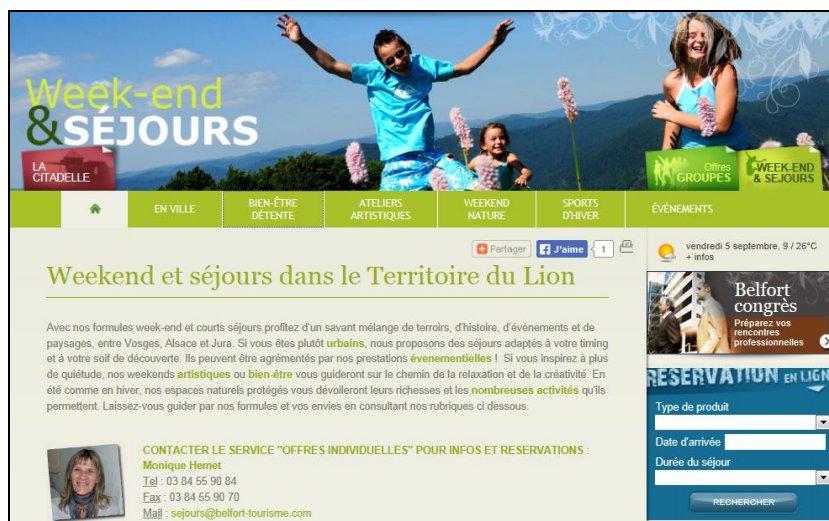 Week-end
&SÉJOURS
LA
CITADELLE
Offres
GROUPES
WEEK-END
& SEJOURS
EN VILLE
BIEN-ÊTRE
DÉTENTE
ATELIERS
ARTISTIQUES
WEEKEND
NATURE
SPORTS
D'HIVER
ÉVÉNEMENTS
Partager
J'aime
1
vendredi 5 septembre, 9 / 26°C
+ infos
Weekend et séjours dans le Territoire du Lion
Avec nos formules week-end et courts séjours profitez d'un savant mélange de terroirs, d'histoire, d'évènements et de
paysages, entre Vosges, Alsace et Jura. Si vous êtes plutôt urbains, nous proposons des séjours adaptés à votre timing
et à votre soif de découverte. Ils peuvent être agrémentés par nos prestations évenementielles ! Si vous inspirez à plus
de quiétude, nos weekends artistiques ou bien-être vous guideront sur le chemin de la relaxation et de la créativité. En
été comme en hiver, nos espaces naturels protégés vous dévoileront leurs richesses et les nombreuses activités qu'ils
permettent. Laissez-vous guider par nos formules et vos envies en consultant nos rubriques ci dessous.
CONTACTER LE SERVICE "OFFRES INDIVIDUELLES" POUR INFOS ET RESERVATIONS :
Monique Hemet
Tel : 03 84 55 90 84
Fax : 03 84 55 90 70
Mail : sejours@belfort-tourisme.com
Belfort
congrès
Préparez vos
rencontres
professionnelles
RESERVATION EN LIGN
Type de produit
Date d'arrivée
Durée du séjour
RECHERCHER